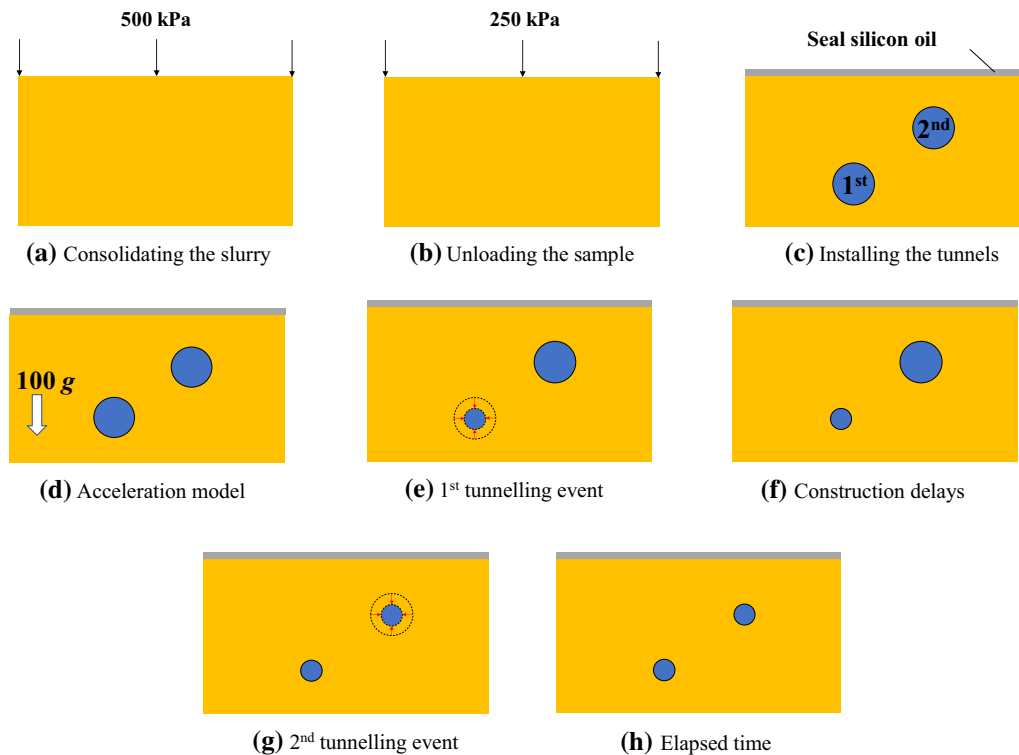 500 kPa
250 kPa
Seal silicon oil
2nd
1st
(a) Consolidating the slurry
(b) Unloading the sample
(c) Installing the tunnels
100 g
(d) Acceleration model
(e) 1st tunnelling event
(f) Construction delays
(g) 2nd tunnelling event
(h) Elapsed time